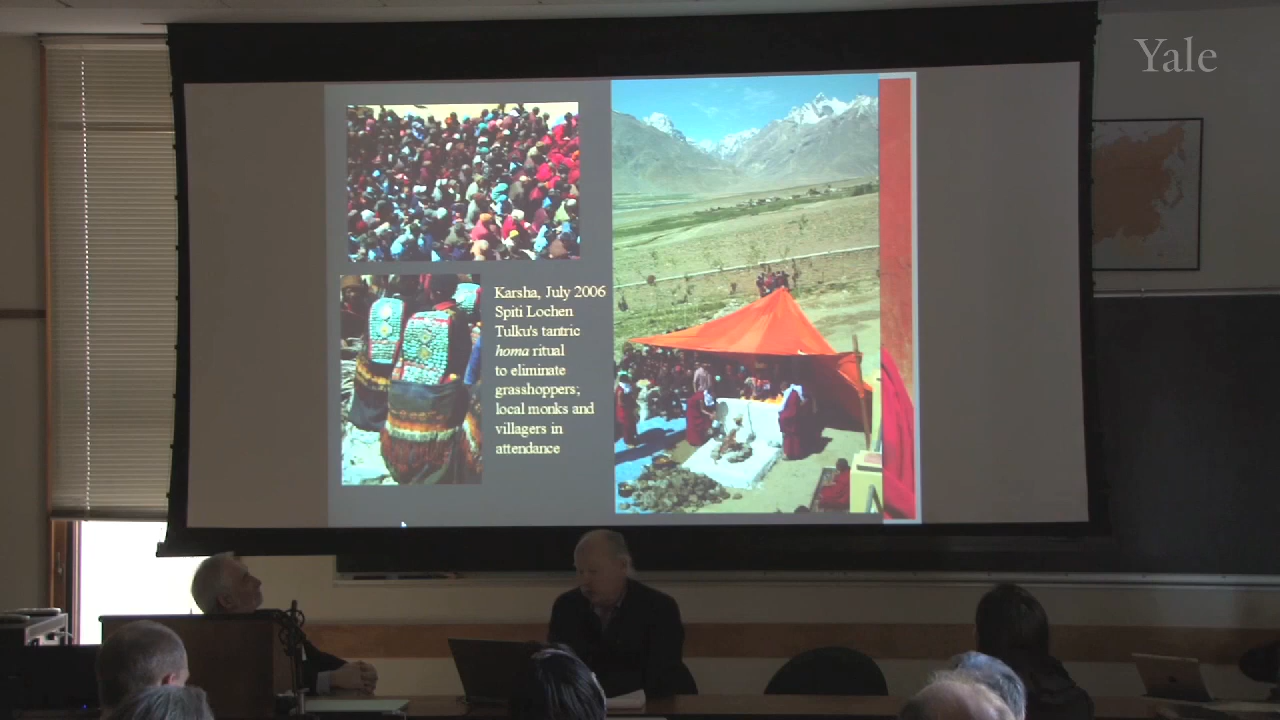 Yale
Karsha, July 2006
Spiti Lochen
Tulku's tantric
homa ritual
to eliminate
grasshoppers;
local monks and
villagers in
attendance